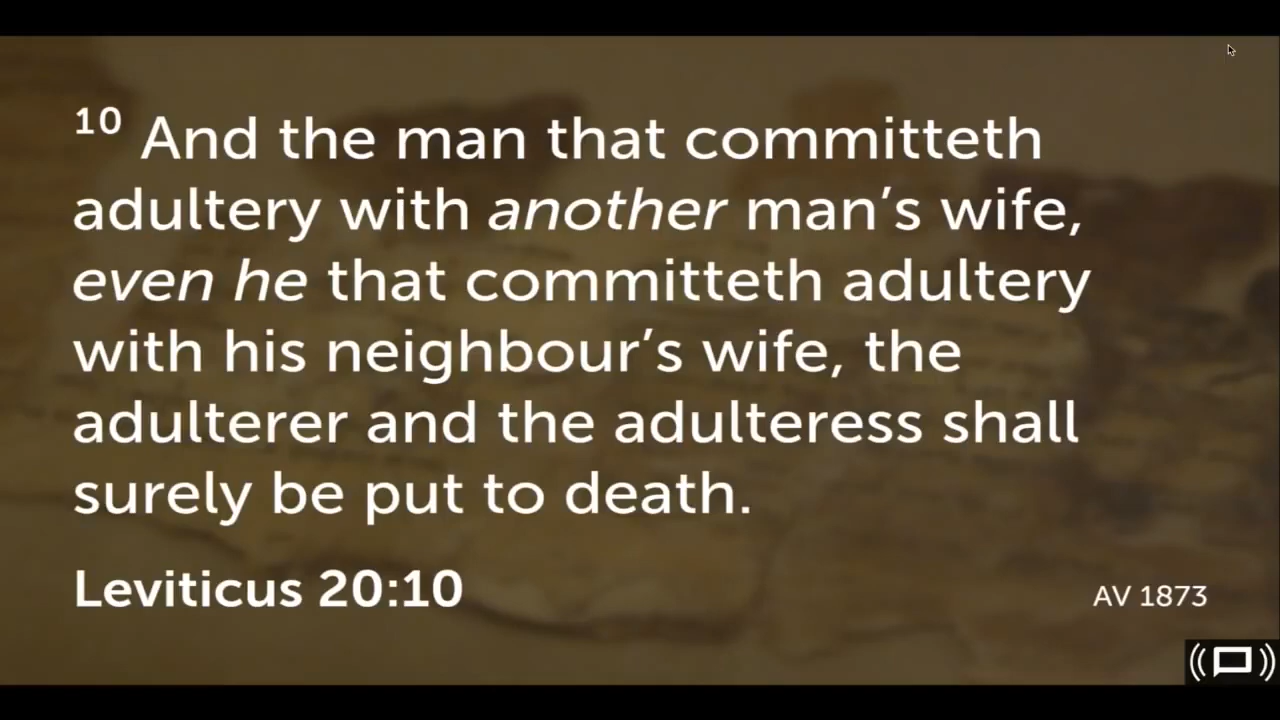 10 And the man that committeth
adultery with another man’s wife,
even he that committeth adultery
with his neighbour’s wife, the
adulterer and the adulteress shall
surely be put to death.
Leviticus 20:10
AV 1873